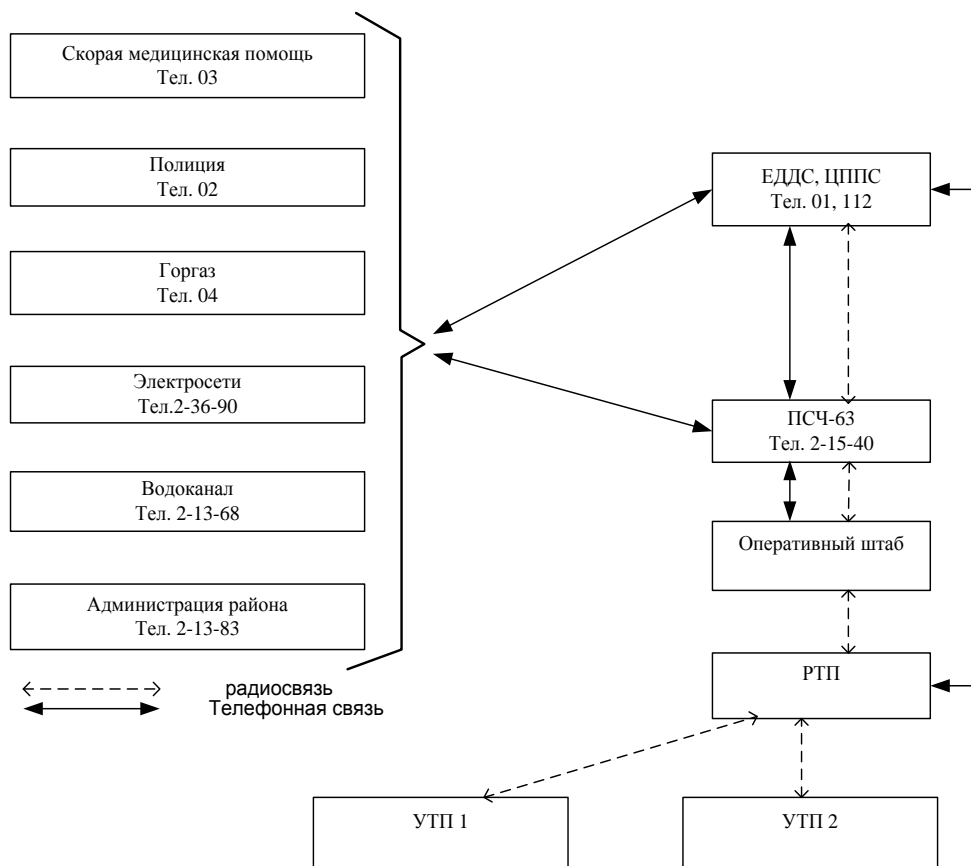 Скорая медицинская помощь
Тел. 03
Полиция
Тел. 02
Горгаз
Тел. 04
Электросети
Тел.2-36-90
Водоканал
Тел. 2-13-68
Администрация района
Тел. 2-13-83
радиосвязь
Телефонная связь
ЕДДС, ЦППС
Тел. 01, 112
ПСЧ-63
Тел. 2-15-40
Оперативный штаб
РТП
УТП 1
УТП 2